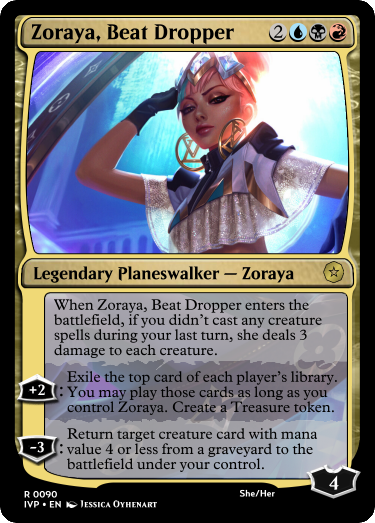 Zoraya, Beat Dropper 2
Legendary Planeswalker — Zoraya
When Zoraya, Beat Dropper enters the
battlefield, if you didn't cast any creature
spells during your last turn, she deals 3
damage to each creature.
+2: Exile the top card of each player's library.
You may play those cards as long as you
control Zoraya. Create a Treasure token.
-3: Return target creature card with mana
value 4 or less from a graveyard to the
battlefield under your control.
4
R 0090 She/Her
IVP • EN Jessica Oyhenart